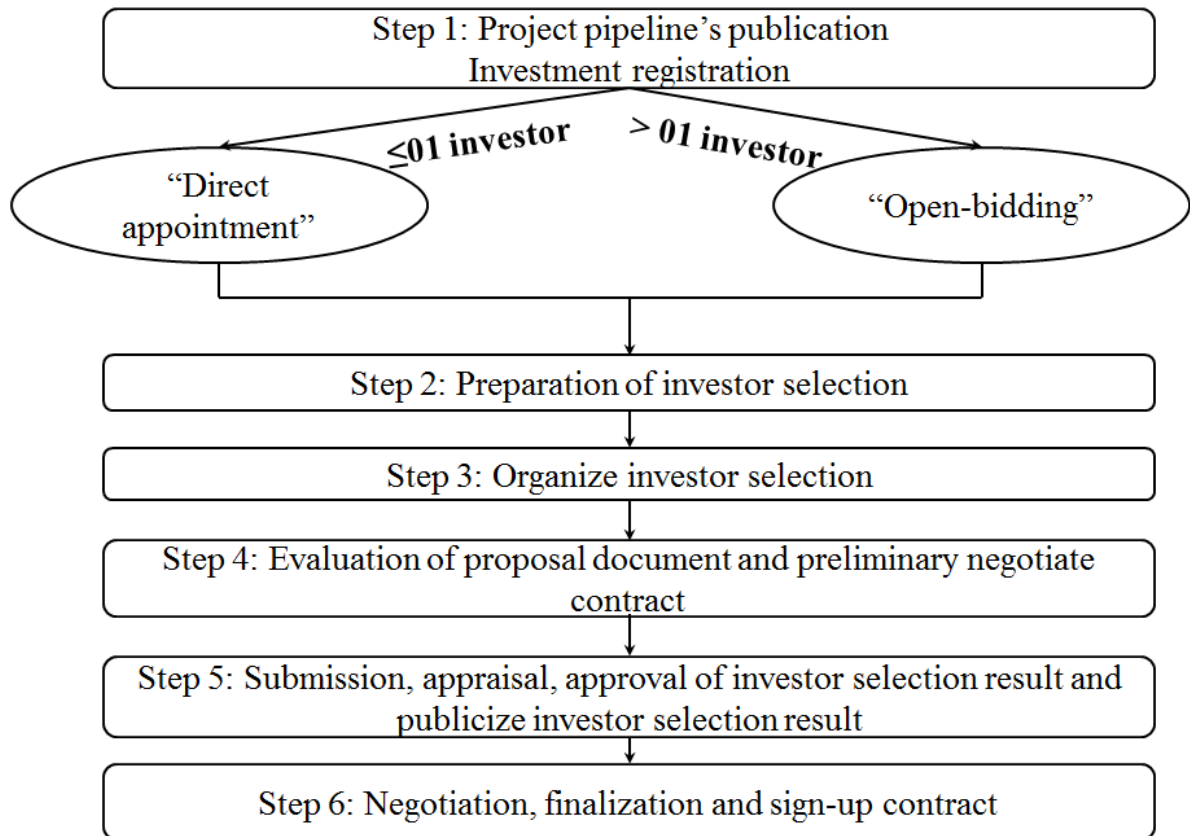 Step 1: Project pipeline’s publication
Investment registration
≤01 investor
> 01 investor
“Direct
appointment”
“Open-bidding”
Step 2: Preparation of investor selection
Step 3: Organize investor selection
Step 4: Evaluation of proposal document and preliminary negotiate
contract
Step 5: Submission, appraisal, approval of investor selection result and
publicize investor selection result
Step 6: Negotiation, finalization and sign-up contract